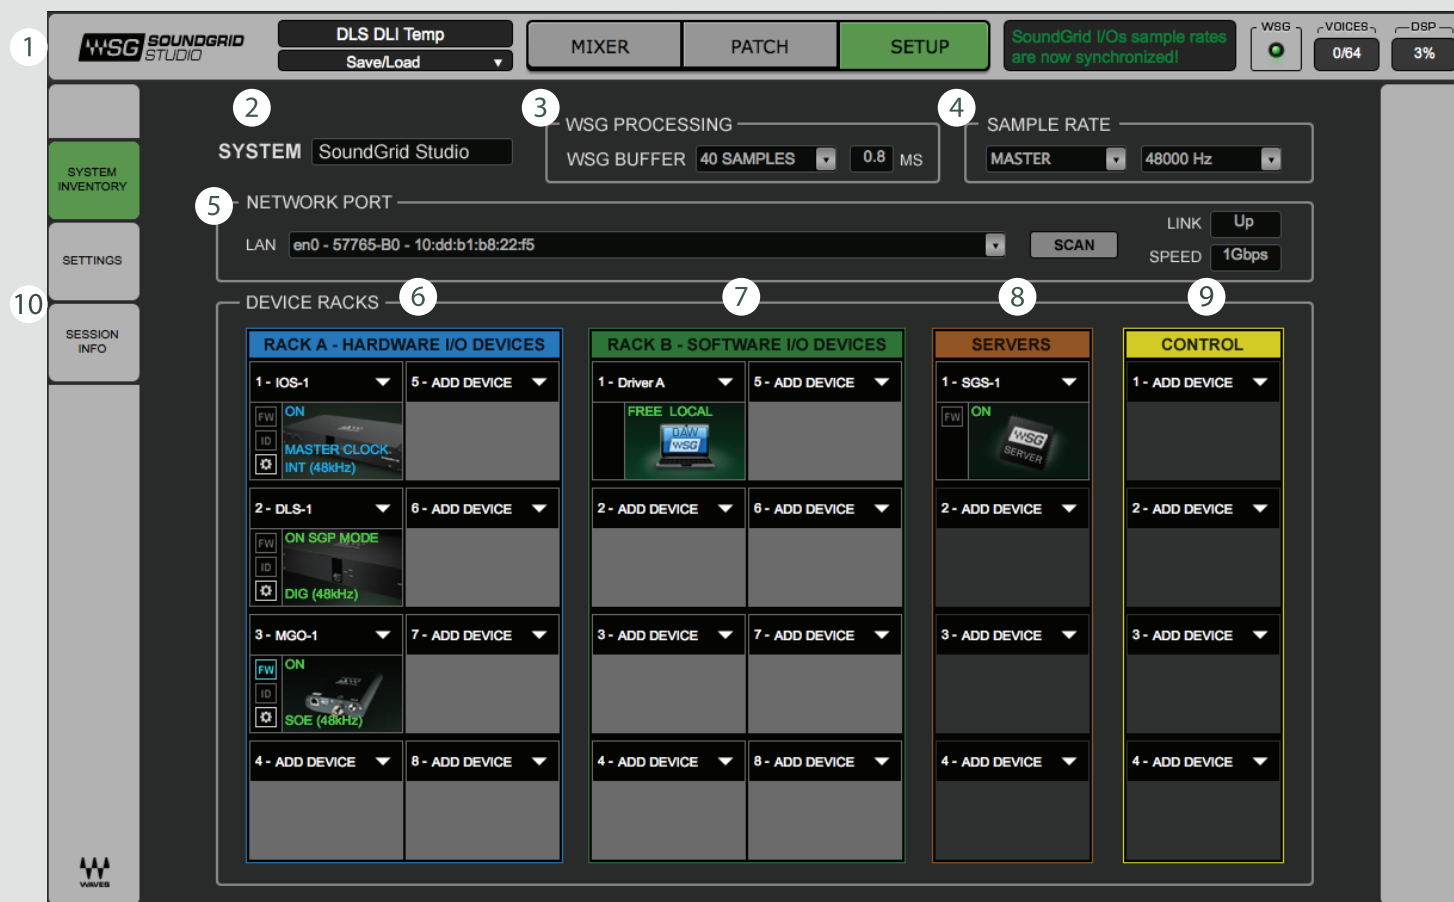 1
WSG SOUNDGRID STUDIO
DLS DLI Temp
Save/Load
MIXER
PATCH
SETUP
SoundGrid I/Os sample rates
are now synchronized!
WSG
VOICES
0/64
DSP
3%
2
SYSTEM SoundGrid Studio
3
WSG PROCESSING
WSG BUFFER 40 SAMPLES 0.8 MS
4
SAMPLE RATE
MASTER 48000 Hz
SYSTEM
INVENTORY
SETTINGS
10
SESSION
INFO
5
NETWORK PORT
LAN en0 - 57765-B0 - 10:dd:b1:b8:22:f5
SCAN
LINK Up
SPEED 1Gbps
DEVICE RACKS
6
7
8
9
RACK A - HARDWARE I/O DEVICES
1 - IOS-1
5 - ADD DEVICE
FW
ID
ON
MASTER CLOCK
INT (48kHz)
2 - DLS-1
6 - ADD DEVICE
FW
ID
ON SGP MODE
DIG (48kHz)
3 - MGO-1
7 - ADD DEVICE
FW
ID
ON
SOE (48kHz)
4 - ADD DEVICE
8 - ADD DEVICE
RACK B - SOFTWARE I/O DEVICES
1 - Driver A
5 - ADD DEVICE
FREE LOCAL
DAW
WSG
2 - ADD DEVICE
6 - ADD DEVICE
3 - ADD DEVICE
7 - ADD DEVICE
4 - ADD DEVICE
8 - ADD DEVICE
SERVERS
1 - SGS-1
FW
ON
WSG
SERVER
2 - ADD DEVICE
3 - ADD DEVICE
4 - ADD DEVICE
CONTROL
1 - ADD DEVICE
2 - ADD DEVICE
3 - ADD DEVICE
4 - ADD DEVICE
WAVES